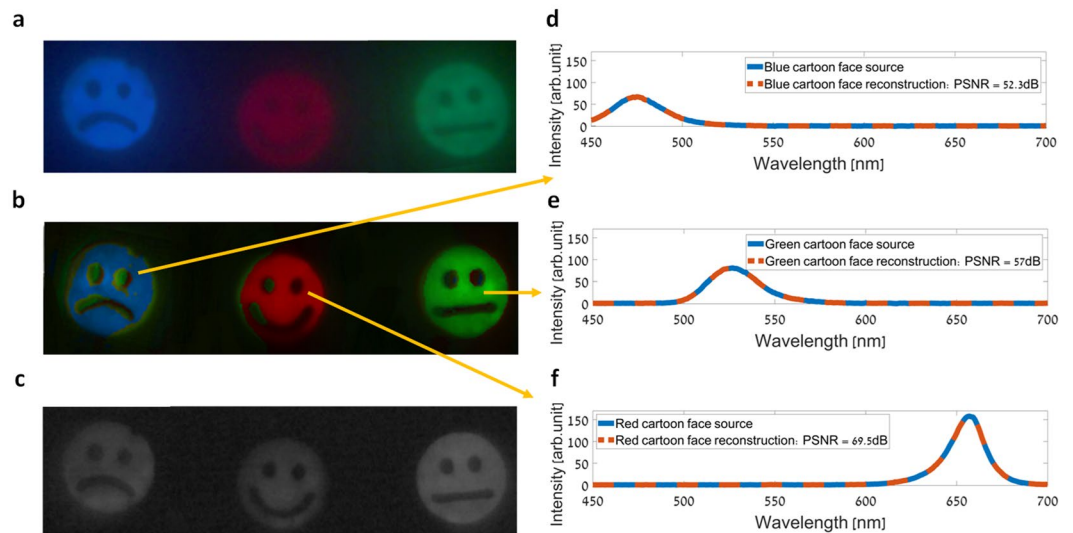 a
b
c
d
Intensity [arb.unit]
150
100
50
0
Blue cartoon face source
Blue cartoon face reconstruction: PSNR = 52.3dB
450 500 550 600 650 700
Wavelength [nm]
e
Intensity [arb.unit]
150
100
50
0
Green cartoon face source
Green cartoon face reconstruction: PSNR = 57dB
450 500 550 600 650 700
Wavelength [nm]
f
Intensity [arb.unit]
150
100
50
0
Red cartoon face source
Red cartoon face reconstruction: PSNR = 69.5dB
450 500 550 600 650 700
Wavelength [nm]